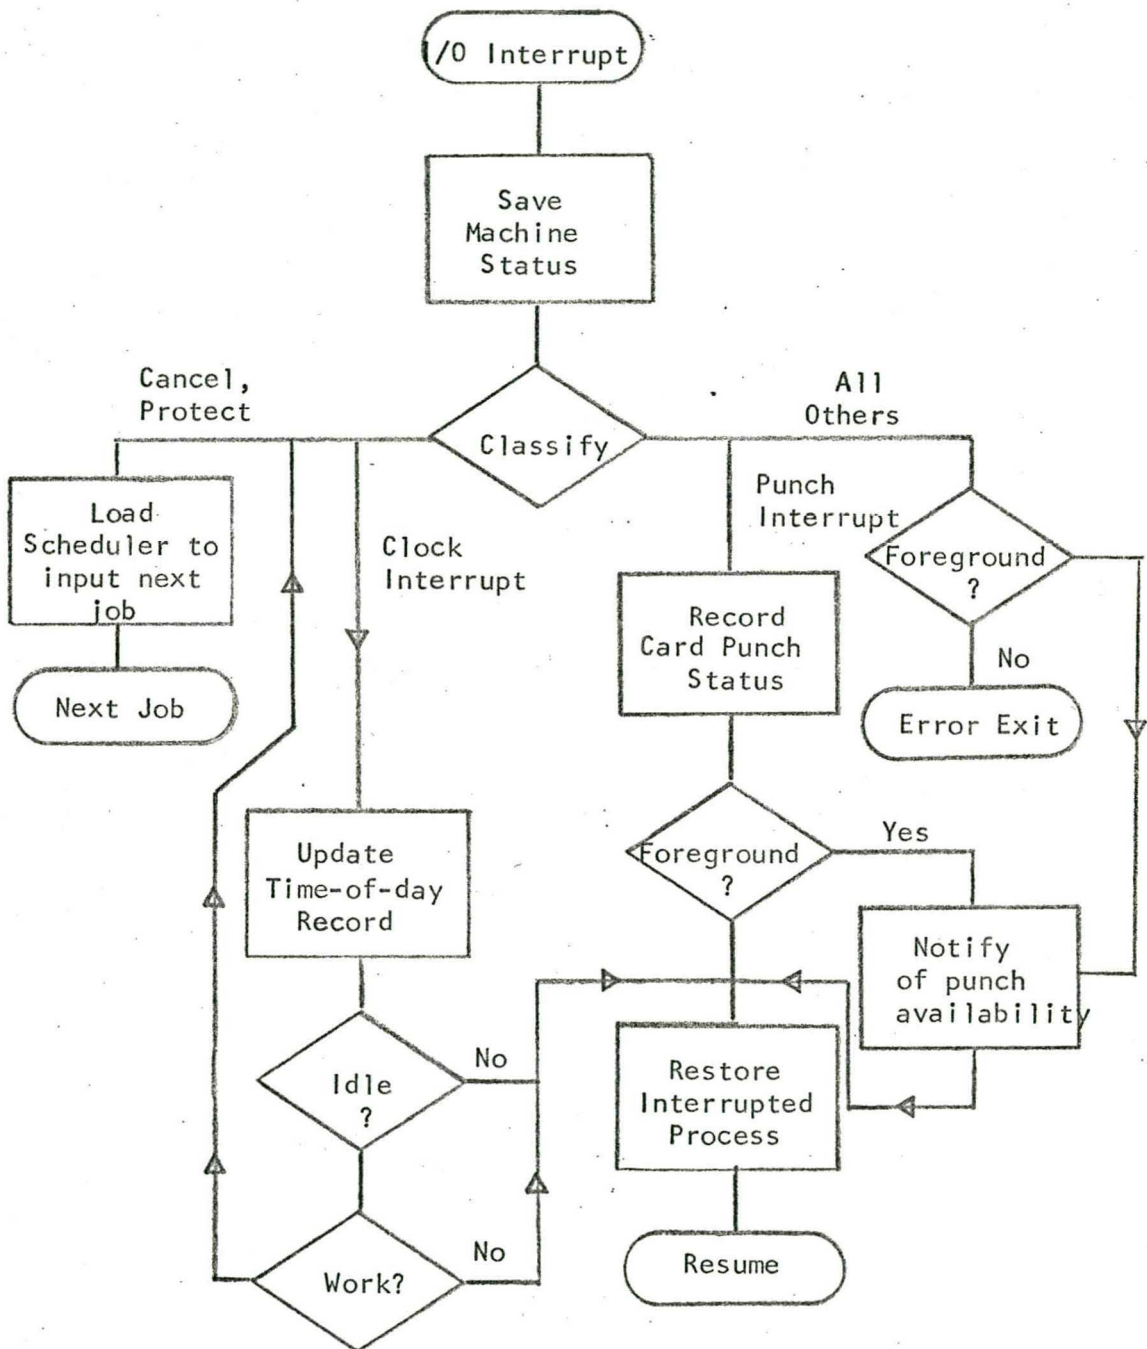 I/O Interrupt
Save
Machine
Status
Classify
Cancel,
Protect
All
Others
Load
Scheduler to
input next
job
Next Job
Clock
Interrupt
Punch
Interrupt
Foreground
?
No
Error Exit
Record
Card Punch
Status
Update
Time-of-day
Record
Foreground
?
Yes
Notify
of punch
availability
Idle
?
No
Restore
Interrupted
Process
Work?
No
Resume